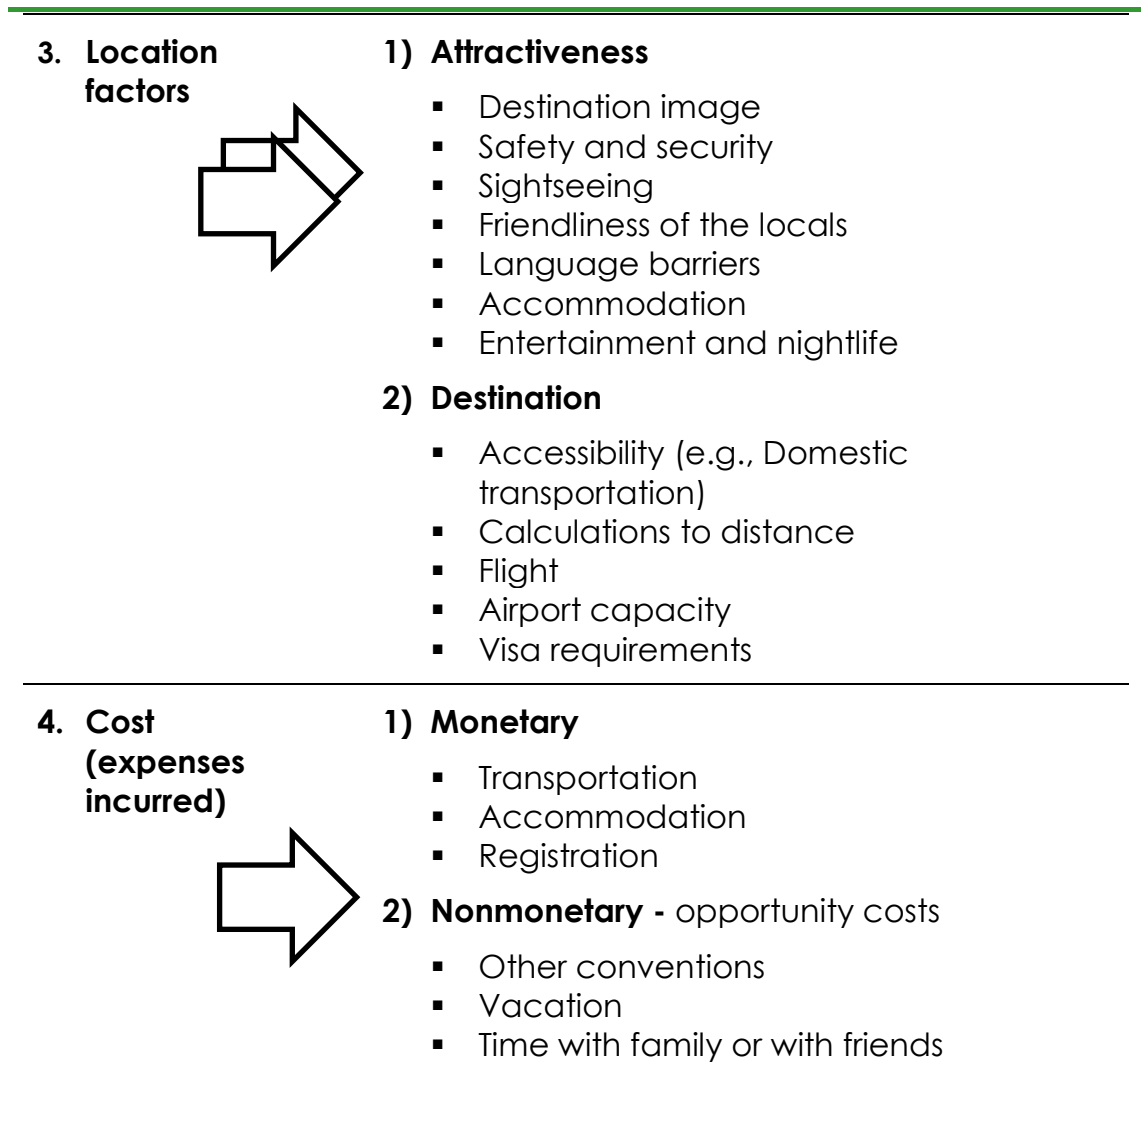 3. Location
factors
1) Attractiveness
▪ Destination image
▪ Safety and security
▪ Sightseeing
▪ Friendliness of the locals
▪ Language barriers
▪ Accommodation
▪ Entertainment and nightlife
2) Destination
▪ Accessibility (e.g., Domestic
transportation)
▪ Calculations to distance
▪ Flight
▪ Airport capacity
▪ Visa requirements
4. Cost
(expenses
incurred)
1) Monetary
▪ Transportation
▪ Accommodation
▪ Registration
2) Nonmonetary - opportunity costs
▪ Other conventions
▪ Vacation
▪ Time with family or with friends